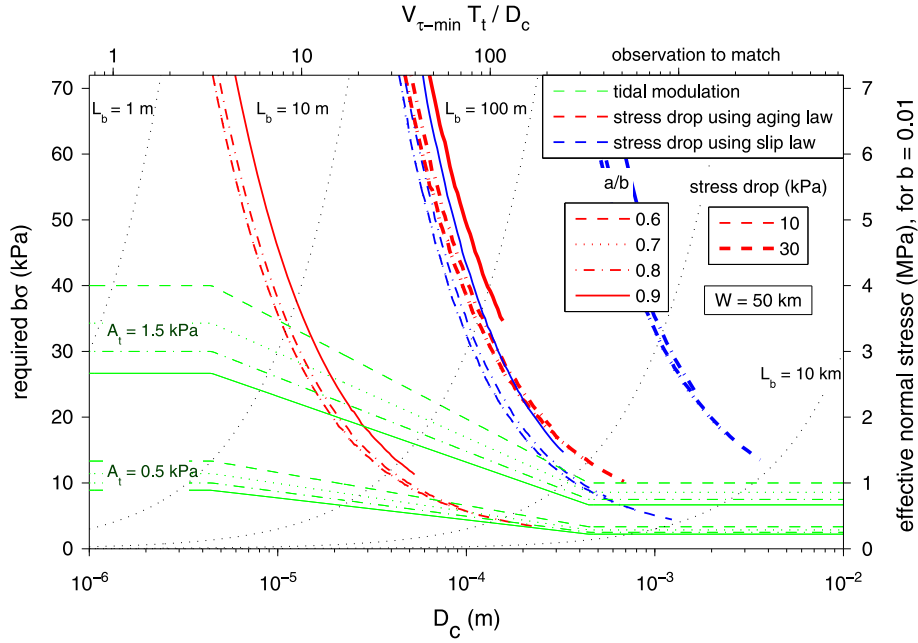 V_τ−min T_t / D_c
1 10 100
observation to match
tidal modulation
stress drop using aging law
stress drop using slip law
70
60
50
40
30
20
10
0
required bσ (kPa)
7
6
5
4
3
2
1
0
effective normal stressσ (MPa), for b = 0.01
L_b = 1 m
L_b = 10 m
L_b = 100 m
L_b = 10 km
a/b
0.6
0.7
0.8
0.9
stress drop (kPa)
10
30
W = 50 km
A_t = 1.5 kPa
A_t = 0.5 kPa
10^−6 10^−5 10^−4 10^−3 10^−2
D_c (m)